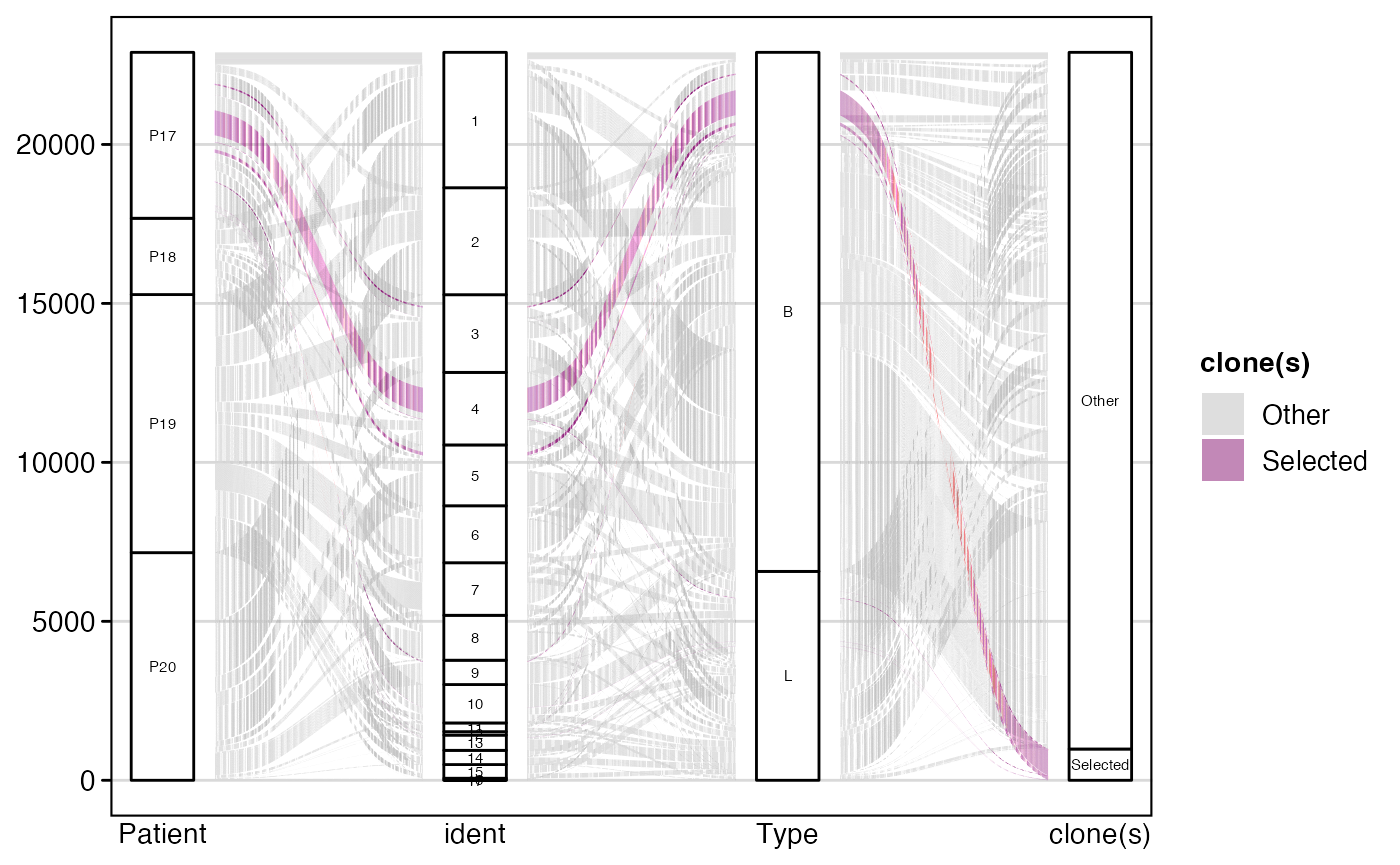 20000
15000
10000
5000
0
P17
P18
P19
P20
1
2
3
4
5
6
7
8
9
10
13
14
15
B
L
Other
Selected
Patient
ident
Type
clone(s)
clone(s)
Other
Selected